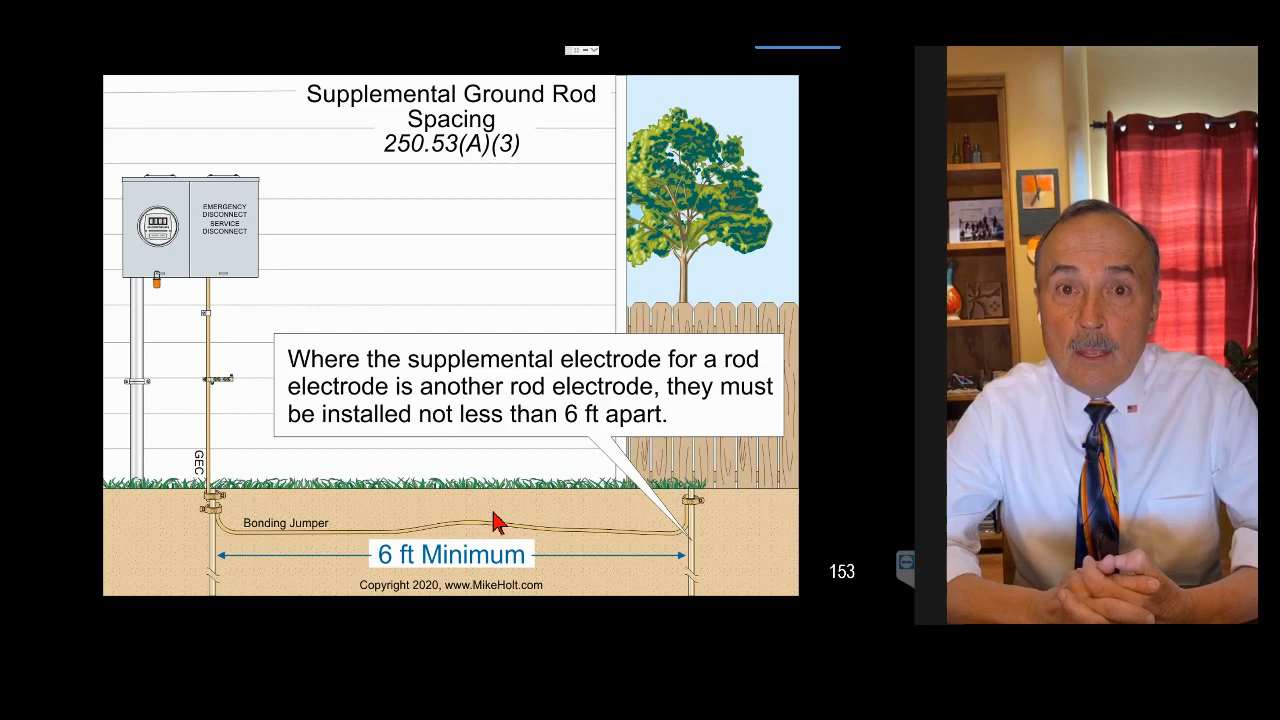 Supplemental Ground Rod
Spacing
250.53(A)(3)
EMERGENCY
DISCONNECT
SERVICE
DISCONNECT
Where the supplemental electrode for a rod
electrode is another rod electrode, they must
be installed not less than 6 ft apart.
GEC
Bonding Jumper
6 ft Minimum
Copyright 2020, www.MikeHolt.com
153